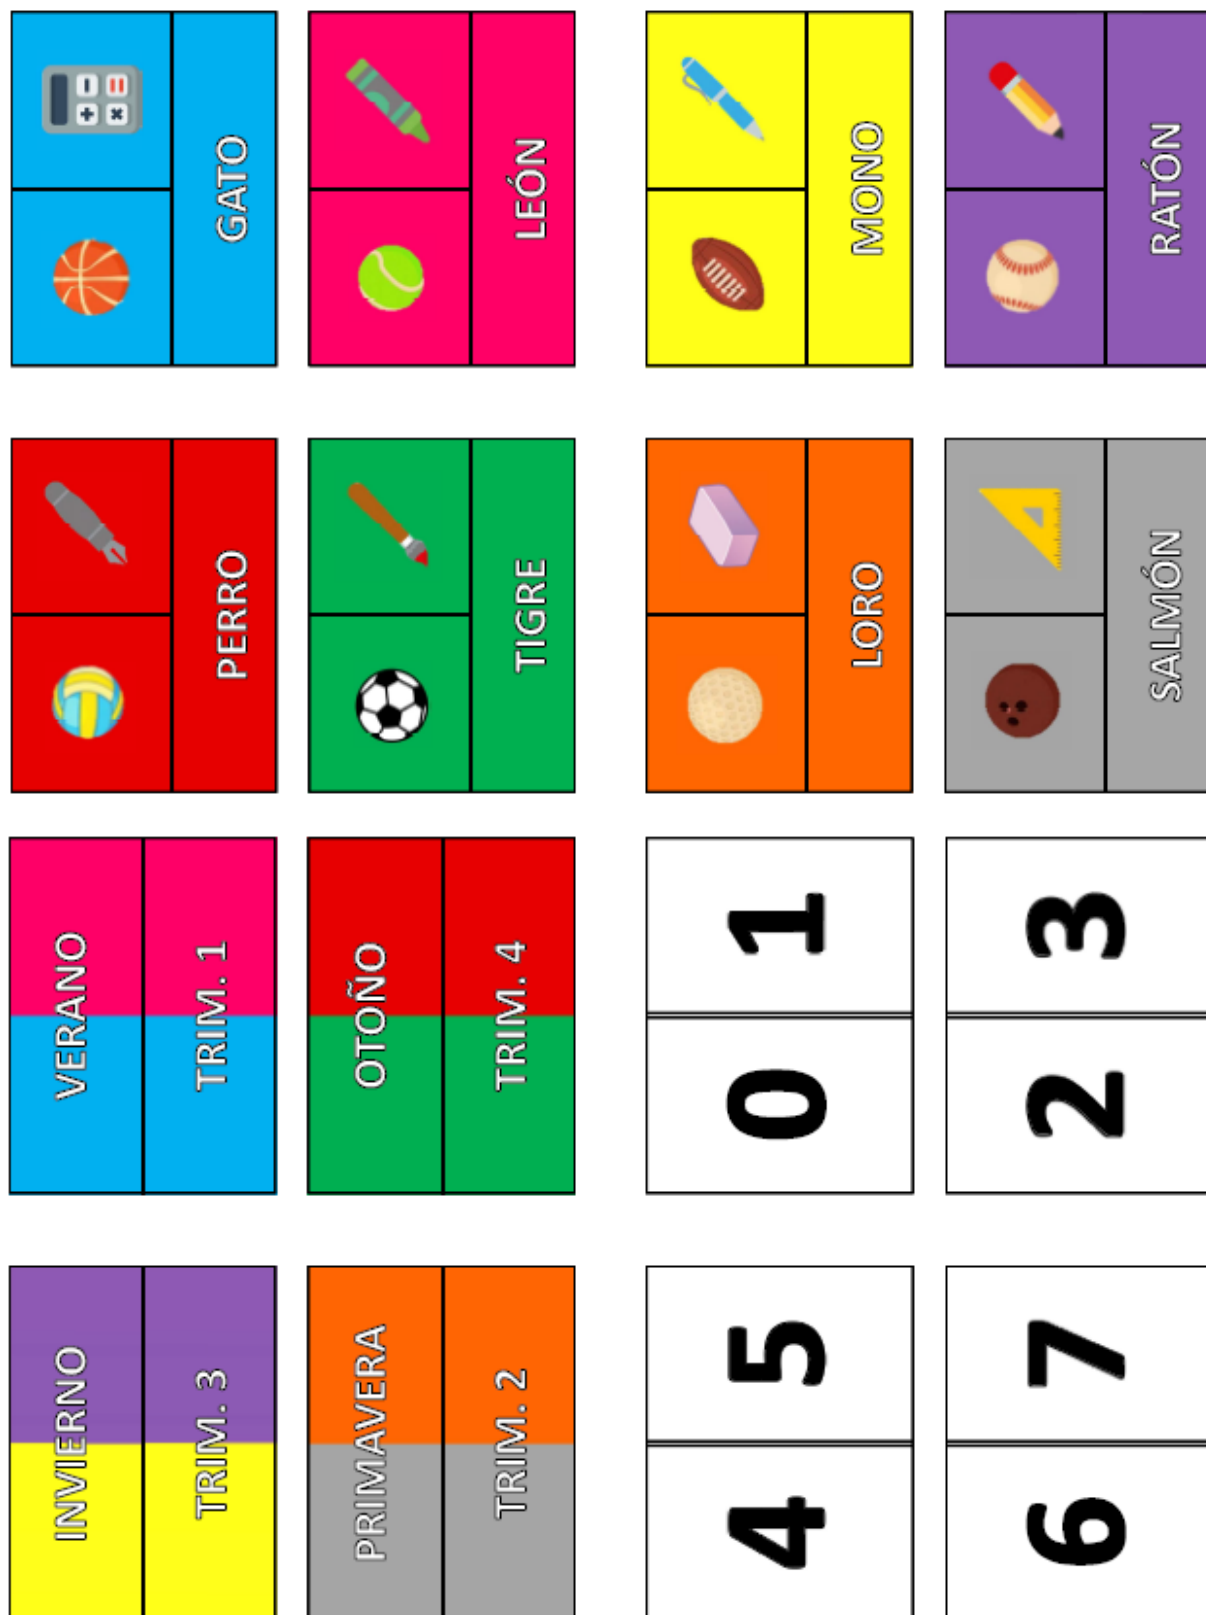 INVIERNO
TRIM. 3
VERANO
TRIM. 1
PERRO
GATO
PRIMAVERA
TRIM. 2
OTOÑO
TRIM. 4
TIGRE
LEÓN
4 5
0 1
LORO
MONO
6 7
2 3
SALMÓN
RATÓN